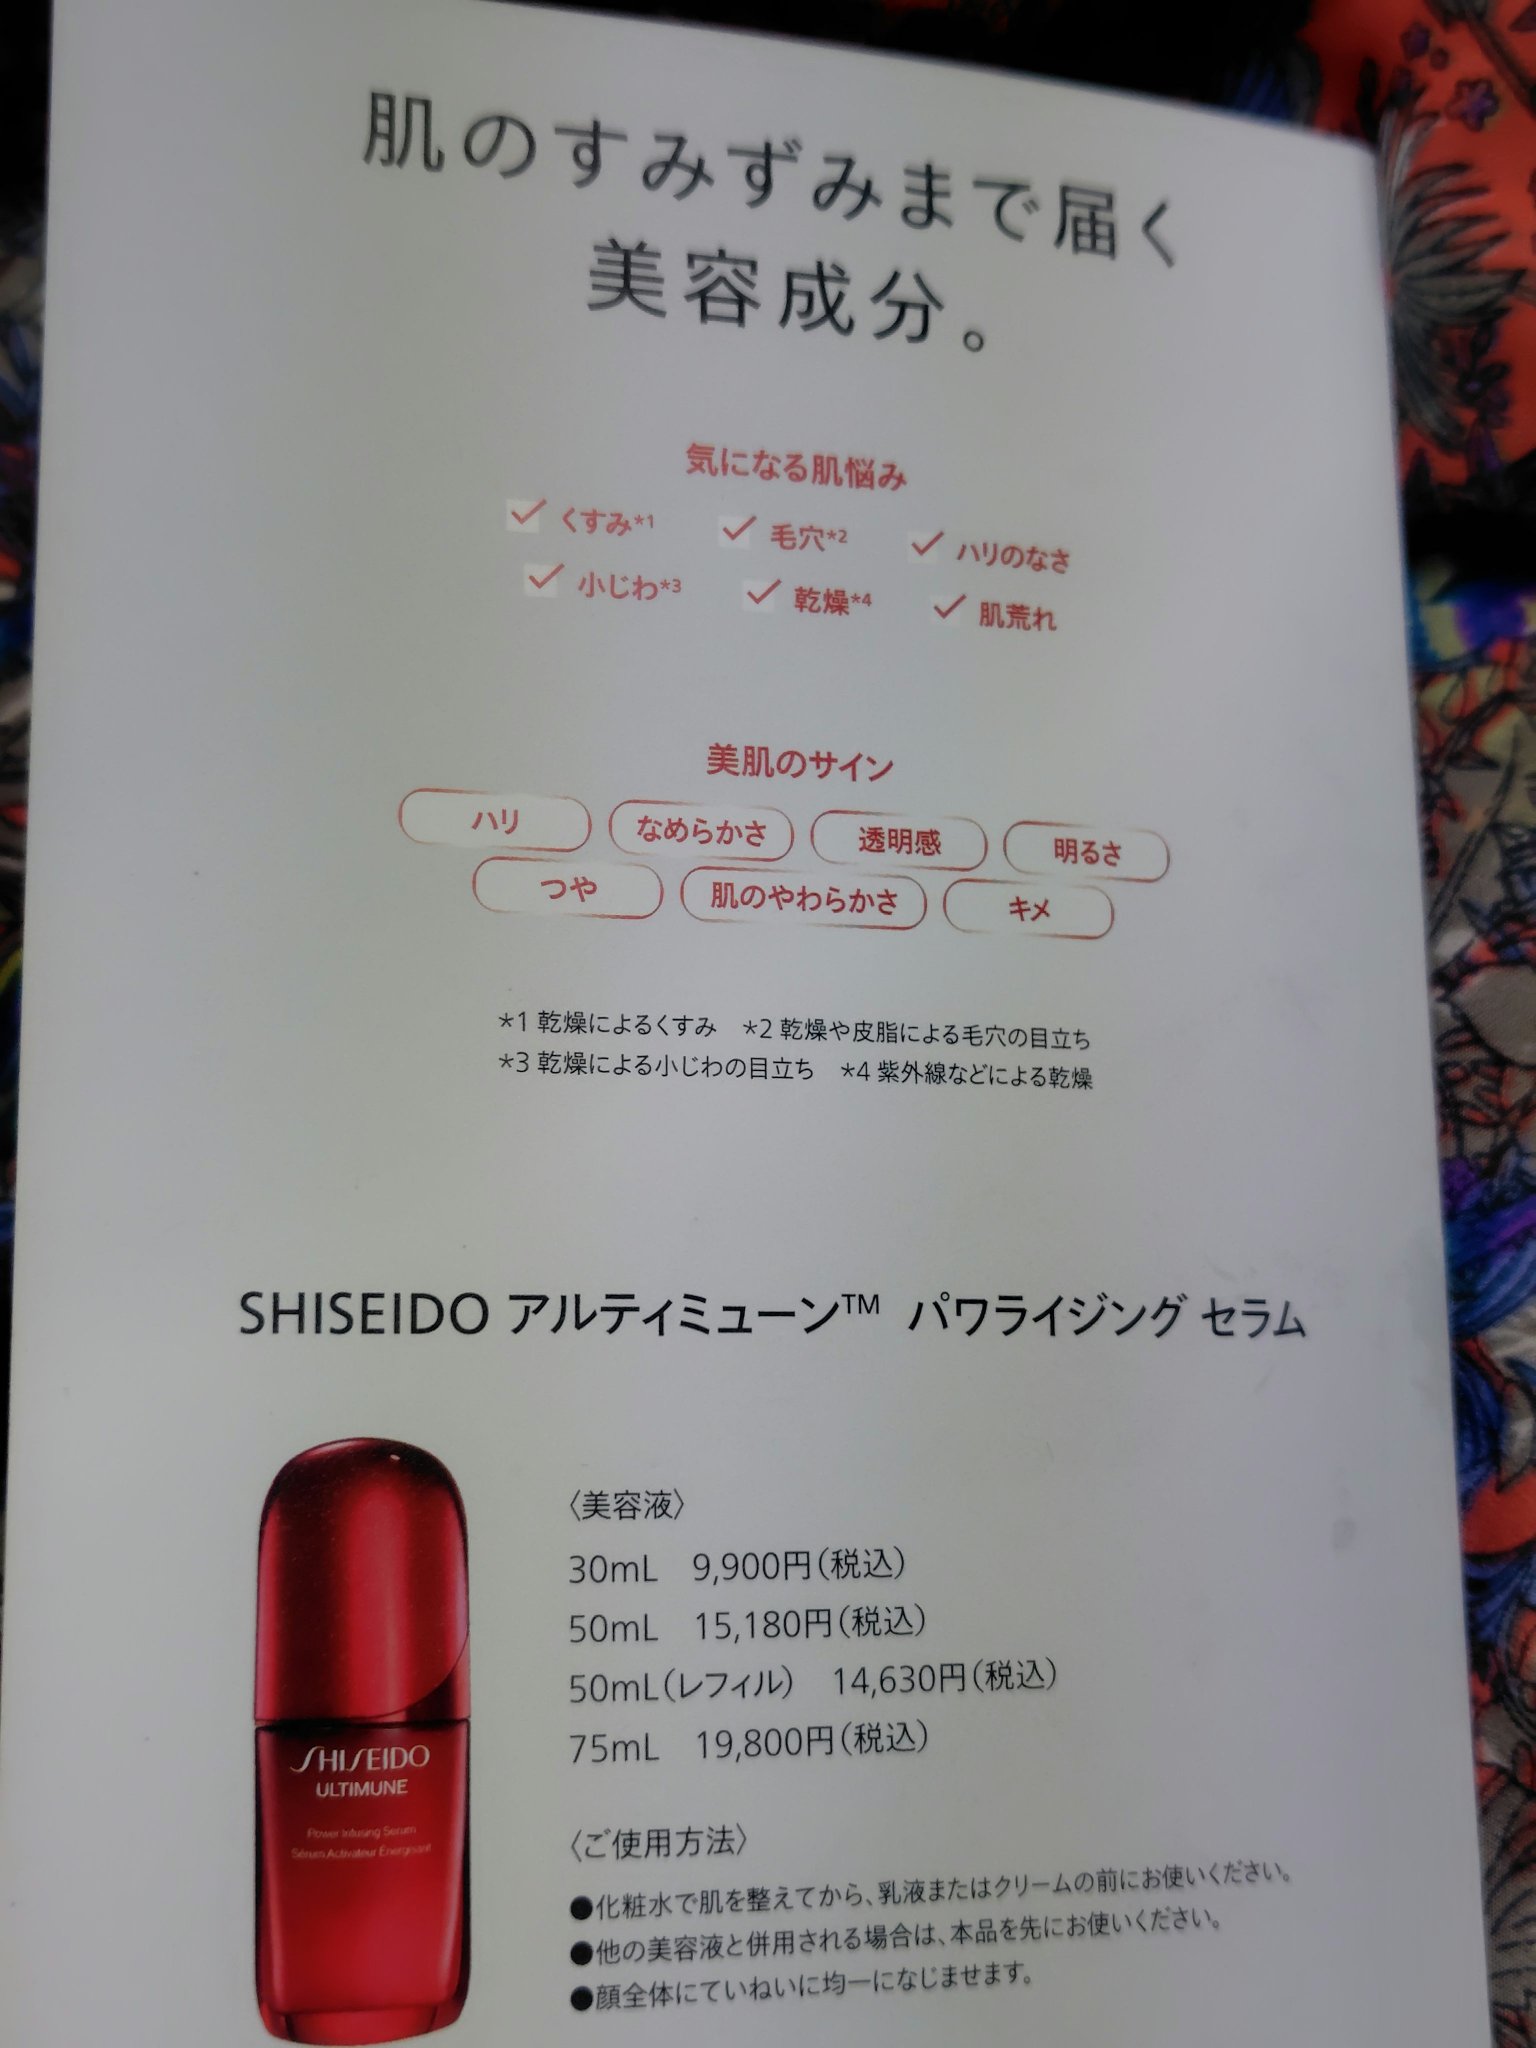 肌のすみずみまで届く
美容成分。
気になる肌悩み
くすみ*1 毛穴*2 ハリのなさ
小じわ*3 乾燥*4 肌荒れ
美肌のサイン
ハリ なめらかさ 透明感 明るさ
つや 肌のやわらかさ キメ
*1 乾燥によるくすみ *2 乾燥や皮脂による毛穴の目立ち
*3 乾燥による小じわの目立ち *4 紫外線などによる乾燥
SHISEIDO アルティミューン™ パワライジング セラム
〈美容液〉
30mL 9,900円(税込)
50mL 15,180円(税込)
50mL(レフィル) 14,630円(税込)
75mL 19,800円(税込)
SHISEIDO
ULTIMUNE
Power Infusing Serum
Sérum Activateur Énergisant
〈ご使用方法〉
●化粧水で肌を整えてから、乳液またはクリームの前にお使いください。
●他の美容液と併用される場合は、本品を先にお使いください。
●顔全体にていねいに均一になじませます。